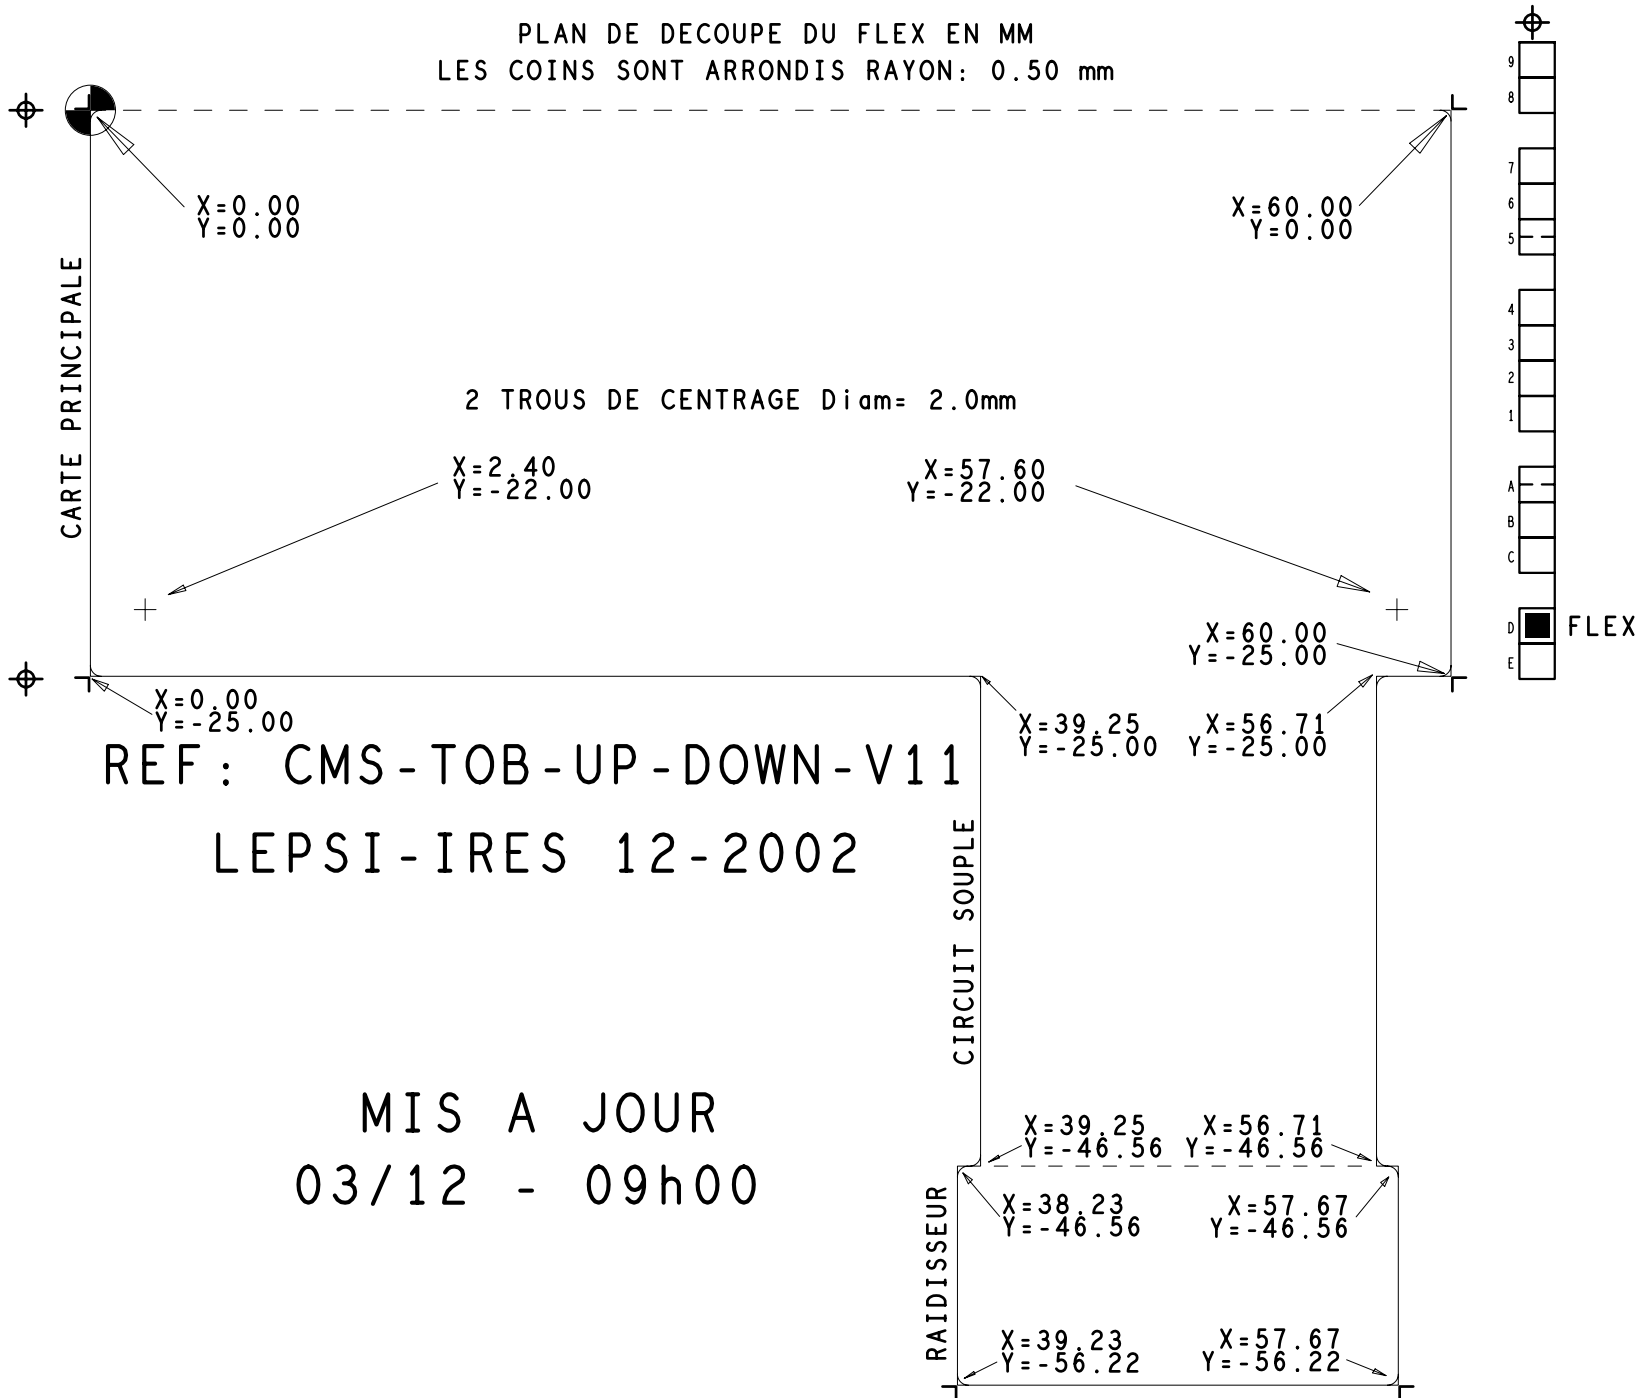 PLAN DE DECOUPE DU FLEX EN MM
LES COINS SONT ARRONDIS RAYON: 0.50 mm
X=0.00
Y=0.00
X=60.00
Y=0.00
CARTE PRINCIPALE
2 TROUS DE CENTRAGE Diam= 2.0mm
X=2.40
Y=-22.00
X=57.60
Y=-22.00
X=60.00
Y=-25.00
X=0.00
Y=-25.00
X=39.25
Y=-25.00
X=56.71
Y=-25.00
REF: CMS-TOB-UP-DOWN-V11
LEPSI-IRES 12-2002
CIRCUIT SOUPLE
MIS A JOUR
03/12 - 09h00
X=39.25
Y=-46.56
X=56.71
Y=-46.56
X=38.23
Y=-46.56
X=57.67
Y=-46.56
RAIDISSEUR
X=39.23
Y=-56.22
X=57.67
Y=-56.22
9
8
7
6
5
4
3
2
1
A
B
C
D FLEX
E